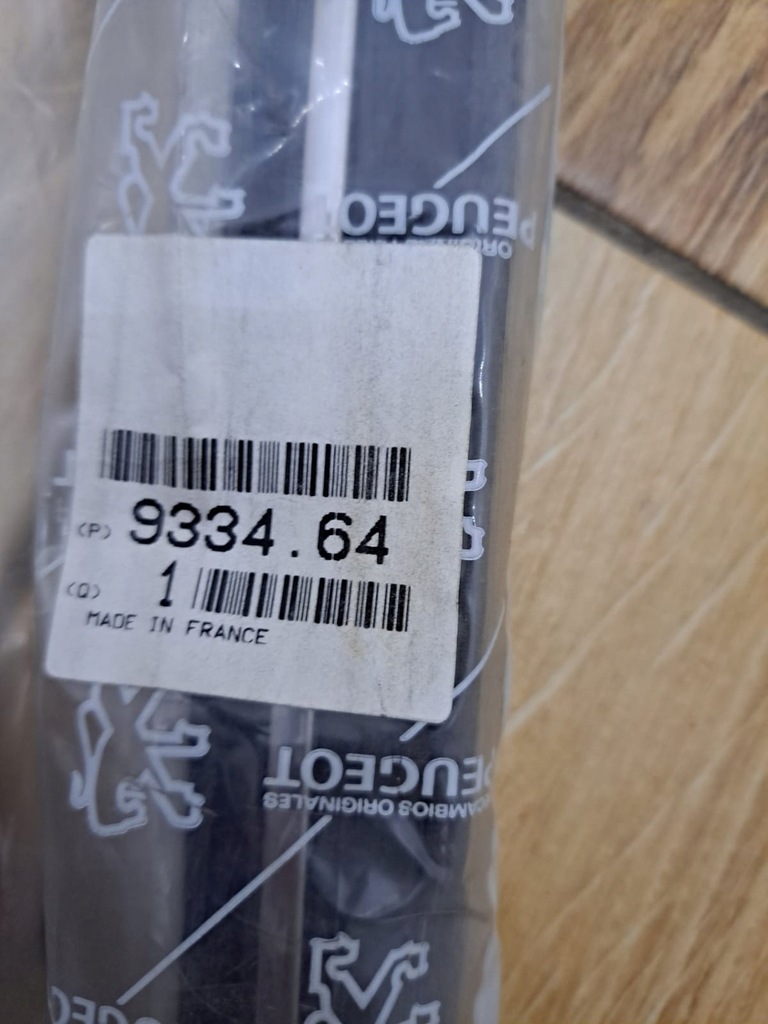 PEUGEOT
(P) 9334.64
(Q) 1
MADE IN FRANCE
PEUGEOT
RECAMBIOS ORIGINALES